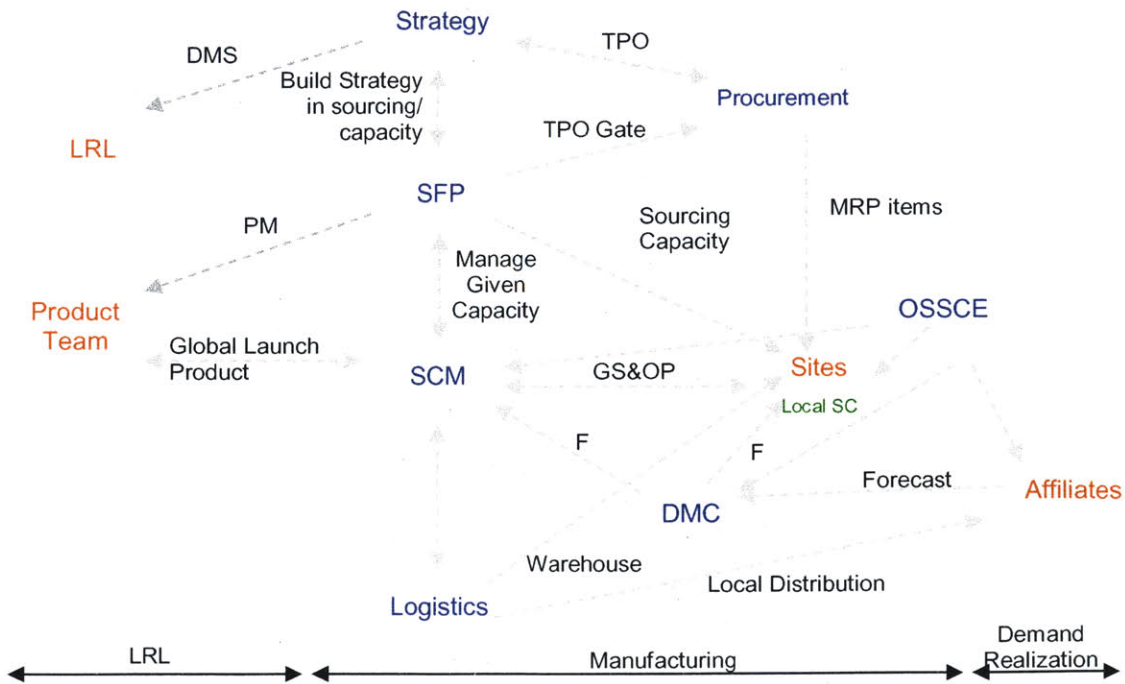 Strategy
DMS
TPO
Build Strategy
in sourcing/
capacity
Procurement
TPO Gate
LRL
SFP
PM
Sourcing
Capacity
MRP items
Manage
Given
Capacity
Product
Team
OSSCE
Global Launch
Product
SCM
GS&OP
Sites
Local SC
F
F
Forecast
Affiliates
DMC
Warehouse
Local Distribution
Logistics
LRL
Manufacturing
Demand
Realization